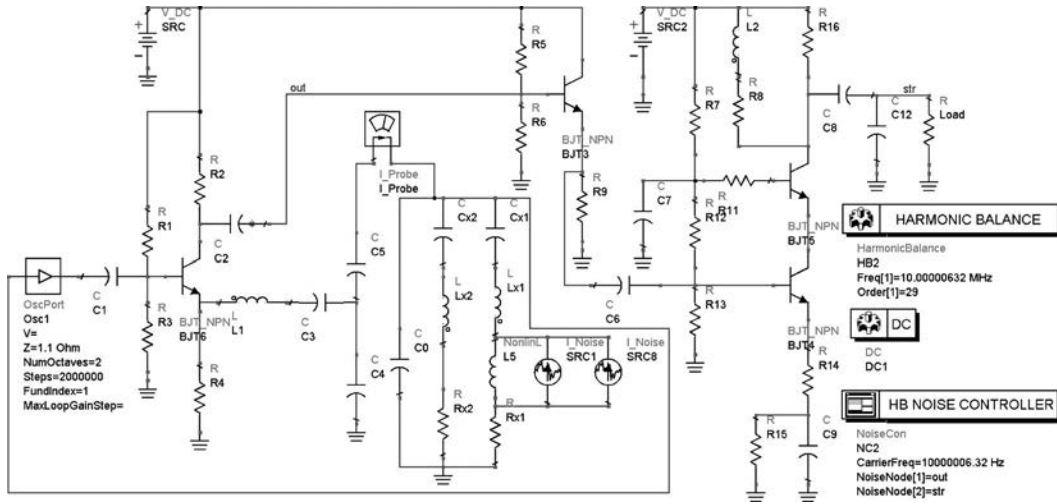 V_DC
SRC
R
R2
R
R1
R
R3
C
C2
out
BJT_NPN
BJT6
OscPort
Osc1
V=
Z=1.1 Ohm
NumOctaves=2
Steps=2000000
FundIndex=1
MaxLoopGainStep=
C
C1
R
R4
L
L1
C
C3
I_Probe
I_Probe
C
C5
C
C4
C
C0
C
Cx2
C
Cx1
L
Lx2
L
Lx1
NonlinL
L5
I_Noise
SRC1
I_Noise
SRC8
R
Rx2
R
Rx1
R
R5
R
R6
BJT_NPN
BJT3
R
R9
C
C6
V_DC
SRC2
L
L2
R
R16
R
R7
R
R8
C
C7
R
R12
R
R11
R
R13
C
C8
str
C
C12
R
Load
BJT_NPN
BJT5
BJT_NPN
BJT4
R
R14
R
R15
C
C9
HARMONIC BALANCE
HarmonicBalance
HB2
Freq[1]=10.00000632 MHz
Order[1]=29
DC
DC
DC1
HB NOISE CONTROLLER
NoiseCon
NC2
CarrierFreq=10000006.32 Hz
NoiseNode[1]=out
NoiseNode[2]=str